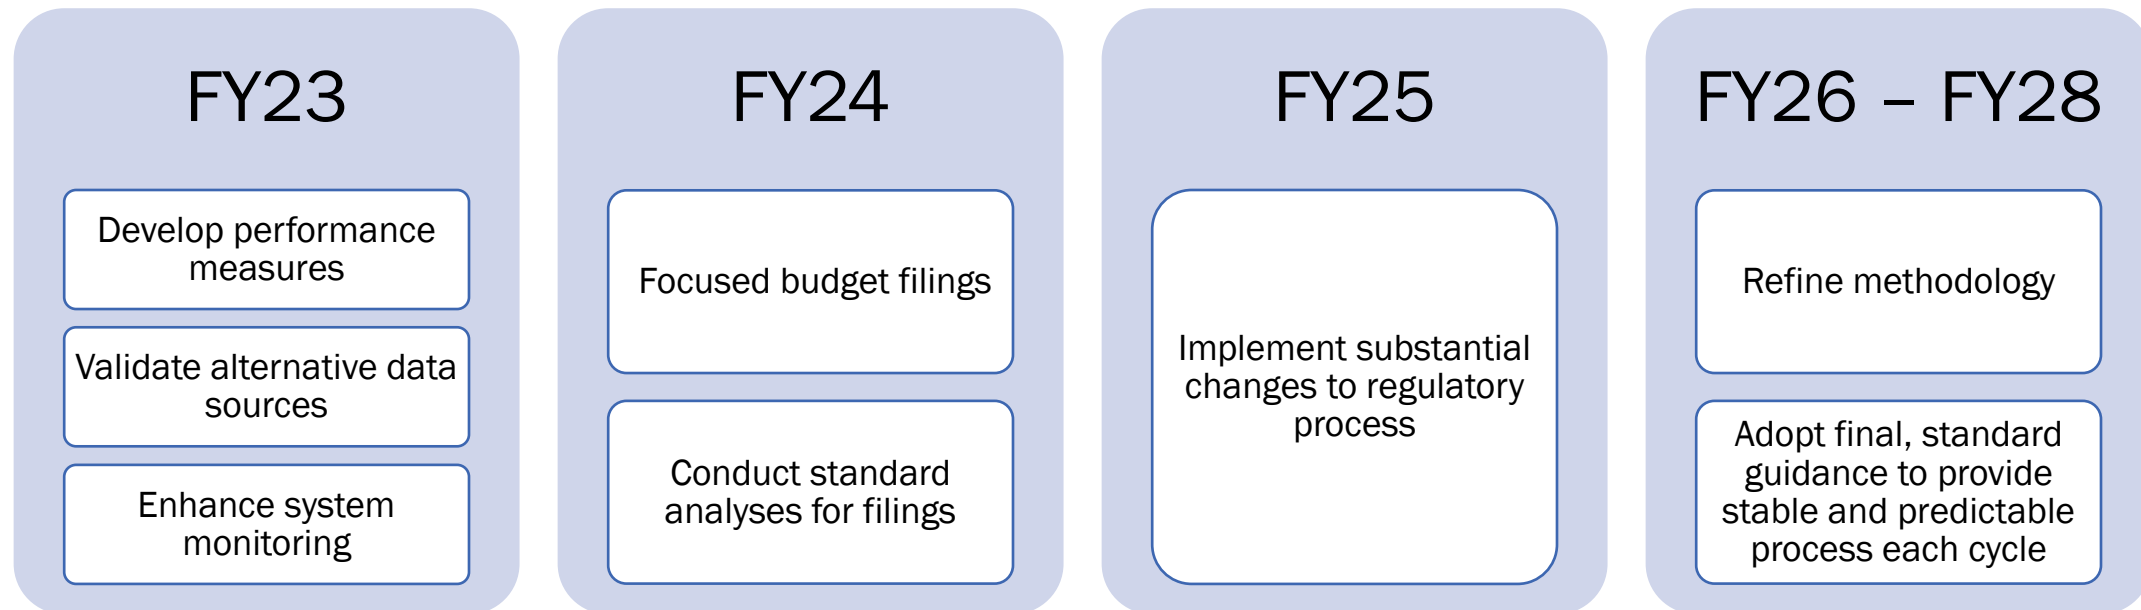 FY23
Develop performance
measures
Validate alternative data
sources
Enhance system
monitoring
FY24
Focused budget filings
Conduct standard
analyses for filings
FY25
Implement substantial
changes to regulatory
process
FY26 – FY28
Refine methodology
Adopt final, standard
guidance to provide
stable and predictable
process each cycle